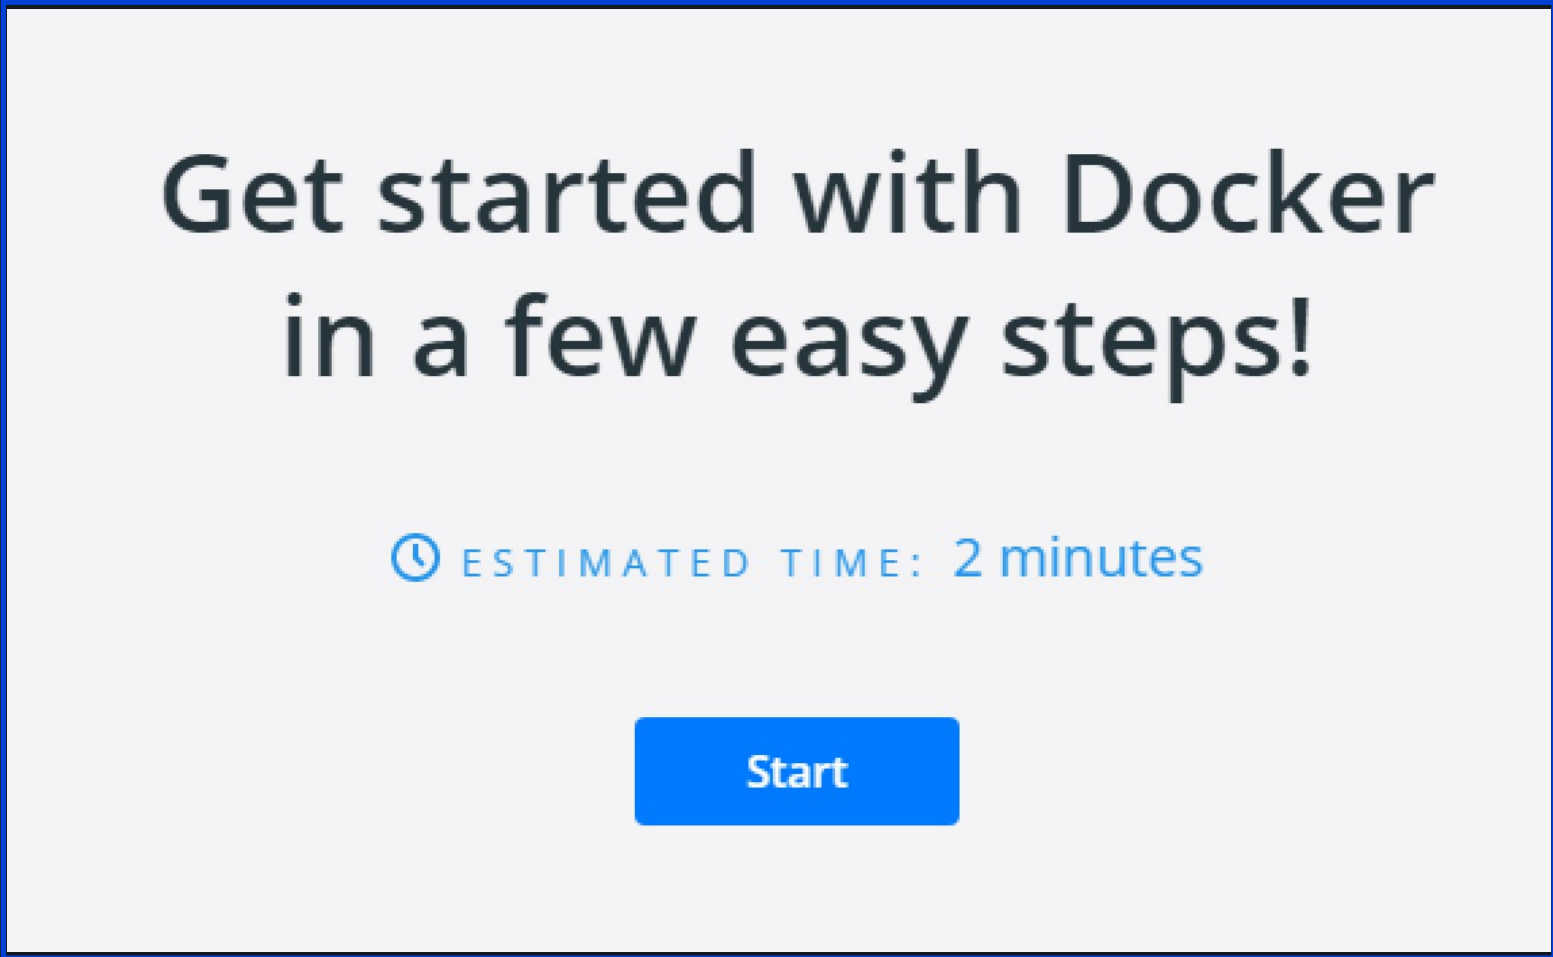 Get started with Docker
in a few easy steps!
ESTIMATED TIME: 2 minutes
Start